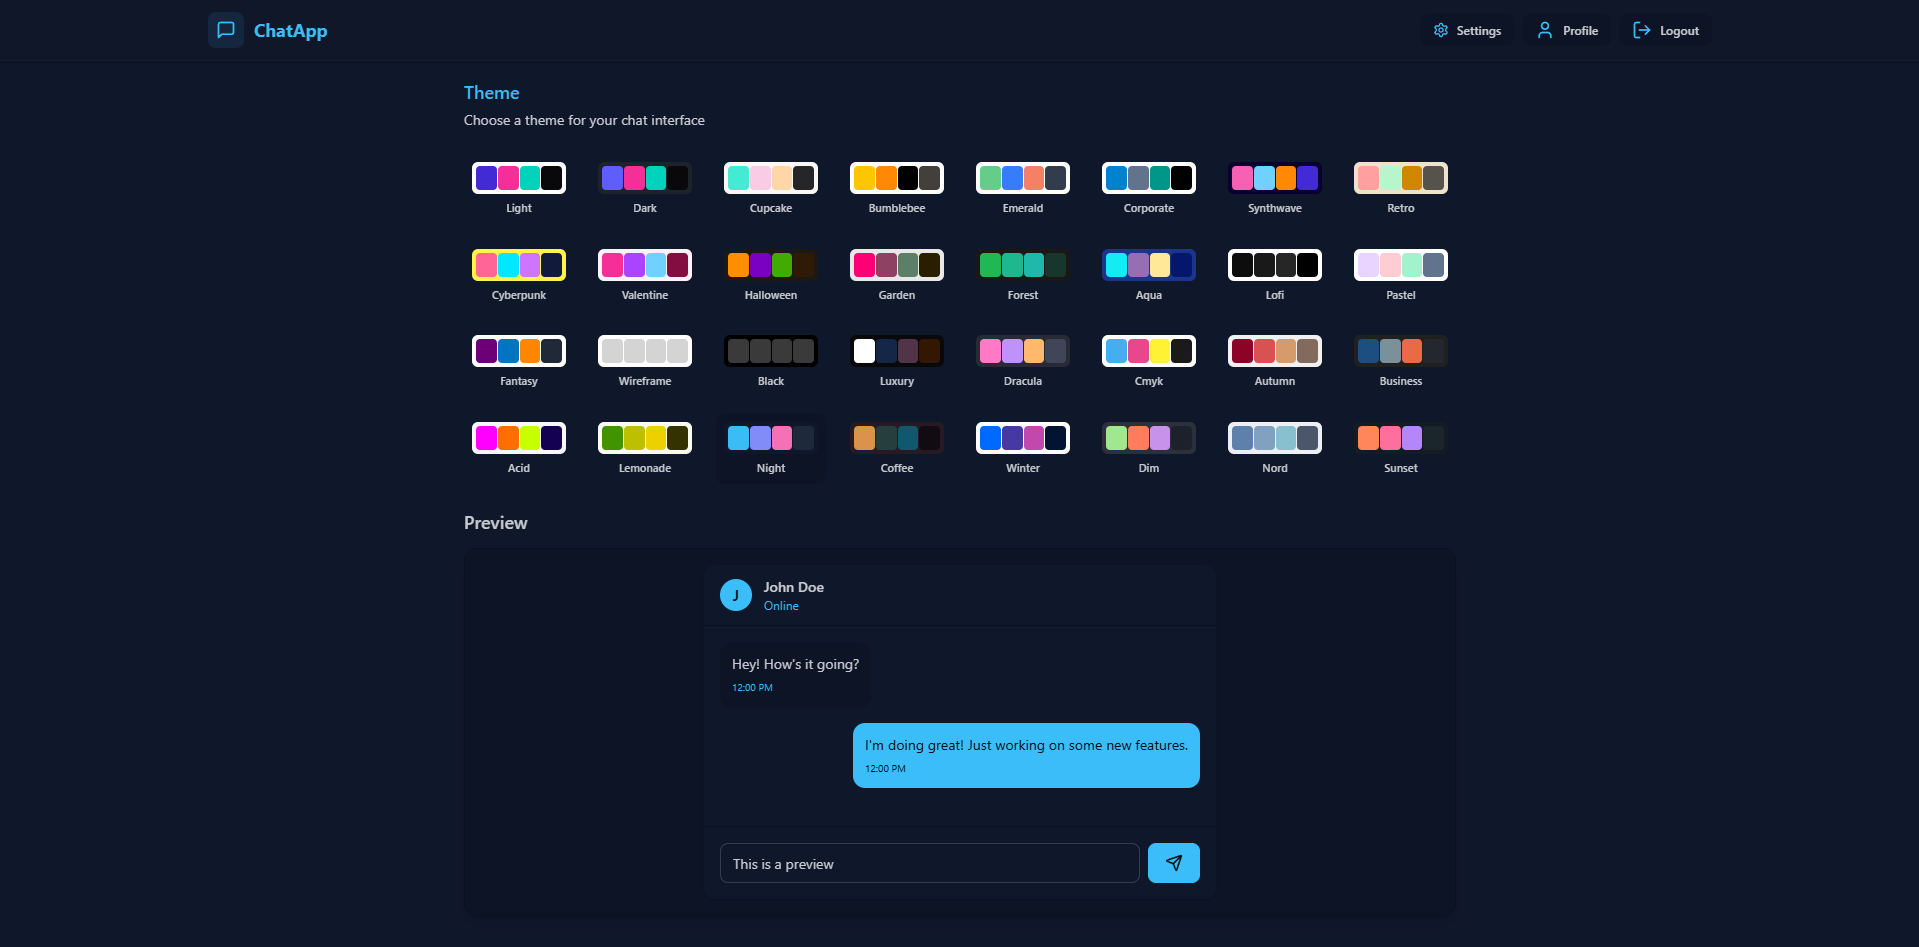 ChatApp
Settings
Profile
Logout
Theme
Choose a theme for your chat interface
Light
Dark
Cupcake
Bumblebee
Emerald
Corporate
Synthwave
Retro
Cyberpunk
Valentine
Halloween
Garden
Forest
Aqua
Lofi
Pastel
Fantasy
Wireframe
Black
Luxury
Dracula
Cmyk
Autumn
Business
Acid
Lemonade
Night
Coffee
Winter
Dim
Nord
Sunset
Preview
J
John Doe
Online
Hey! How's it going?
12:00 PM
I'm doing great! Just working on some new features.
12:00 PM
This is a preview